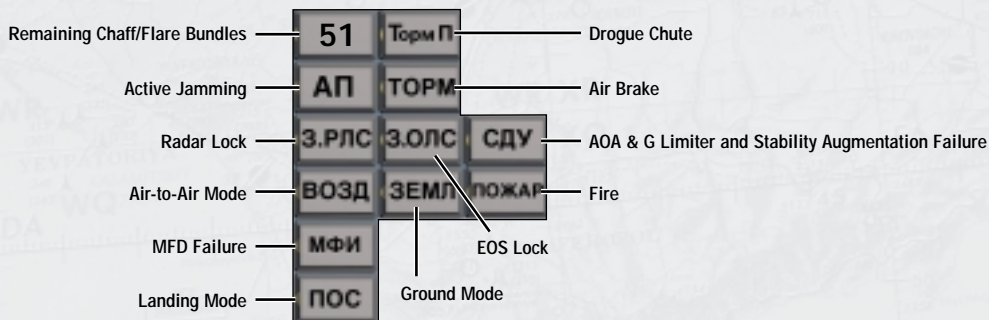 Remaining Chaff/Flare Bundles 51 Торм П Drogue Chute
Active Jamming АП ТОРМ Air Brake
Radar Lock З.РЛС З.ОЛС СДУ AOA & G Limiter and Stability Augmentation Failure
Air-to-Air Mode ВОЗД ЗЕМЛ ПОЖАР Fire
MFD Failure МФИ EOS Lock
Landing Mode ПОС Ground Mode